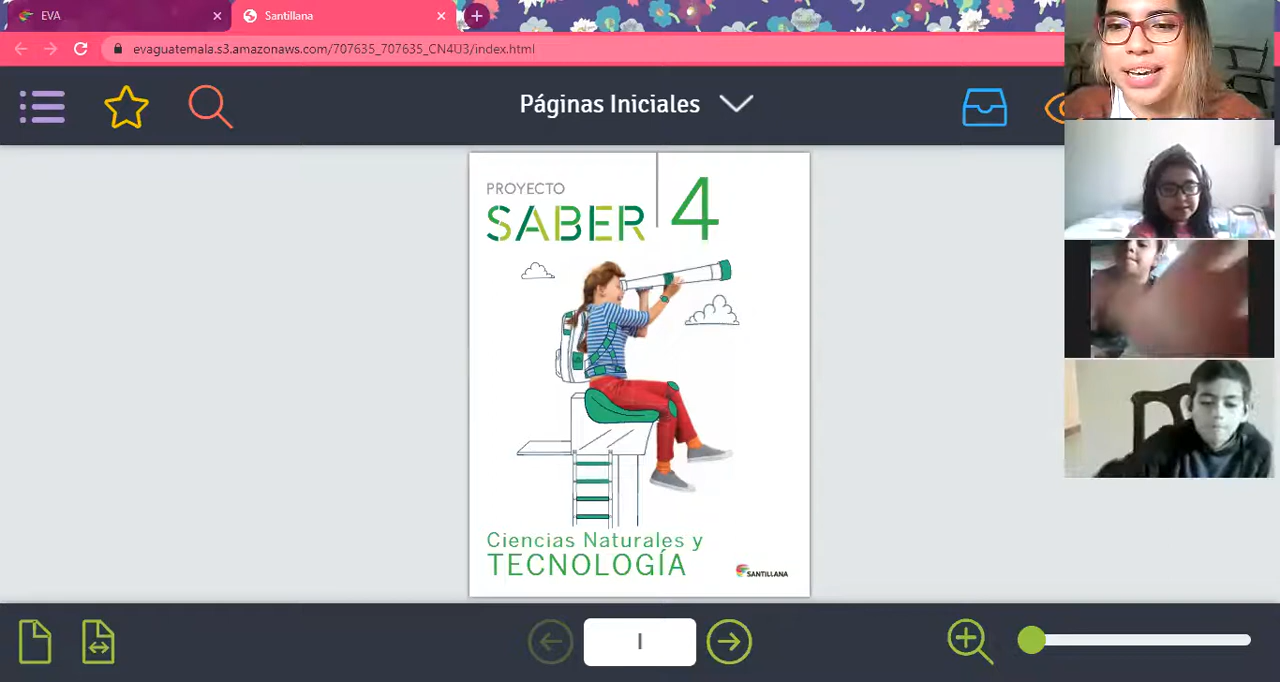 EVA
Santillana
evaguatemala.s3.amazonaws.com/707635_707635_CN4U3/index.html
Páginas Iniciales
PROYECTO
SABER 4
Ciencias Naturales y
TECNOLOGÍA
SANTILLANA
I